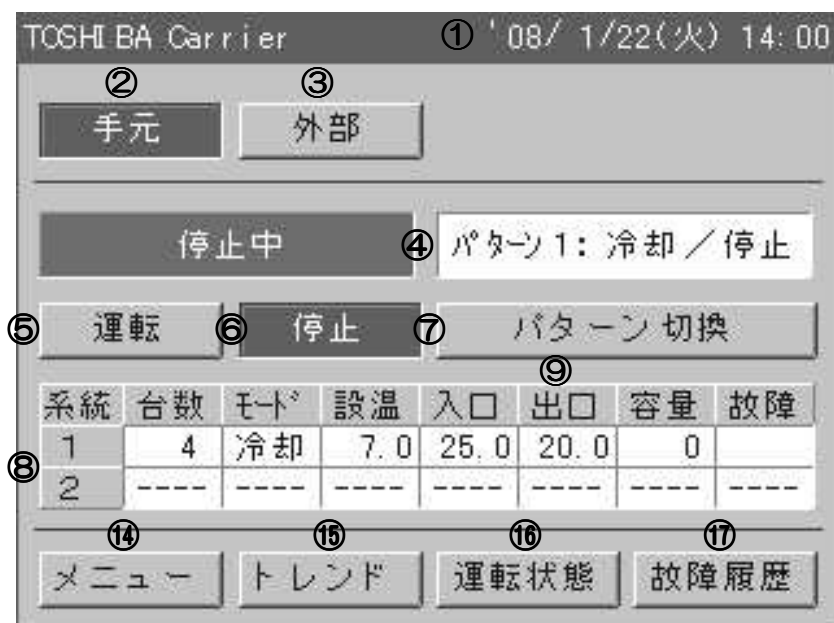 TOSHIBA Carrier ① '08/ 1/22(火) 14:00
② ③
手元 外部
停止中 ④ パターン1: 冷却／停止
⑤ 運転 ⑥ 停止 ⑦ パターン切換
⑨
系統 台数 モード 設温 入口 出口 容量 故障
⑧
1 4 冷却 7.0 25.0 20.0 0
2 ---- ---- ---- ---- ---- ---- ----
⑭ ⑮ ⑯ ⑰
メニュー トレンド 運転状態 故障履歴